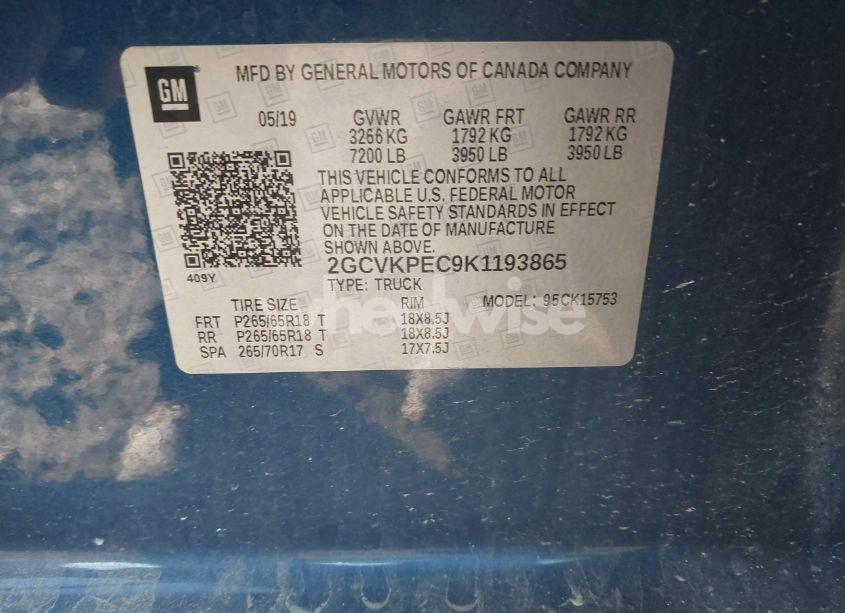 GM
MFD BY GENERAL MOTORS OF CANADA COMPANY
05/19 GVWR GAWR FRT GAWR RR
3266 KG 1792 KG 1792 KG
7200 LB 3950 LB 3950 LB
THIS VEHICLE CONFORMS TO ALL
APPLICABLE U.S. FEDERAL MOTOR
VEHICLE SAFETY STANDARDS IN EFFECT
ON THE DATE OF MANUFACTURE
SHOWN ABOVE.
409Y
2GCVKPEC9K1193865
TYPE: TRUCK
TIRE SIZE RIM MODEL: 95CK15753
FRT P265/65R18 T 18X8.5J
RR P265/65R18 T 18X8.5J
SPA 265/70R17 S 17X7.5J